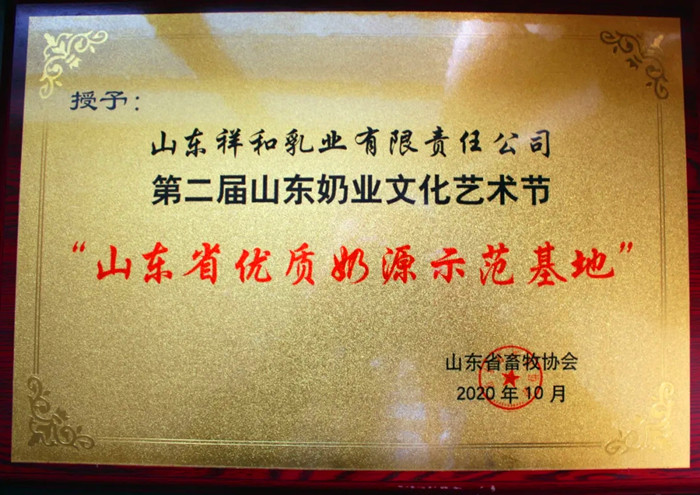 授予：
山东祥和乳业有限责任公司
第二届山东奶业文化艺术节
“山东省优质奶源示范基地”
山东省畜牧协会
2020年10月